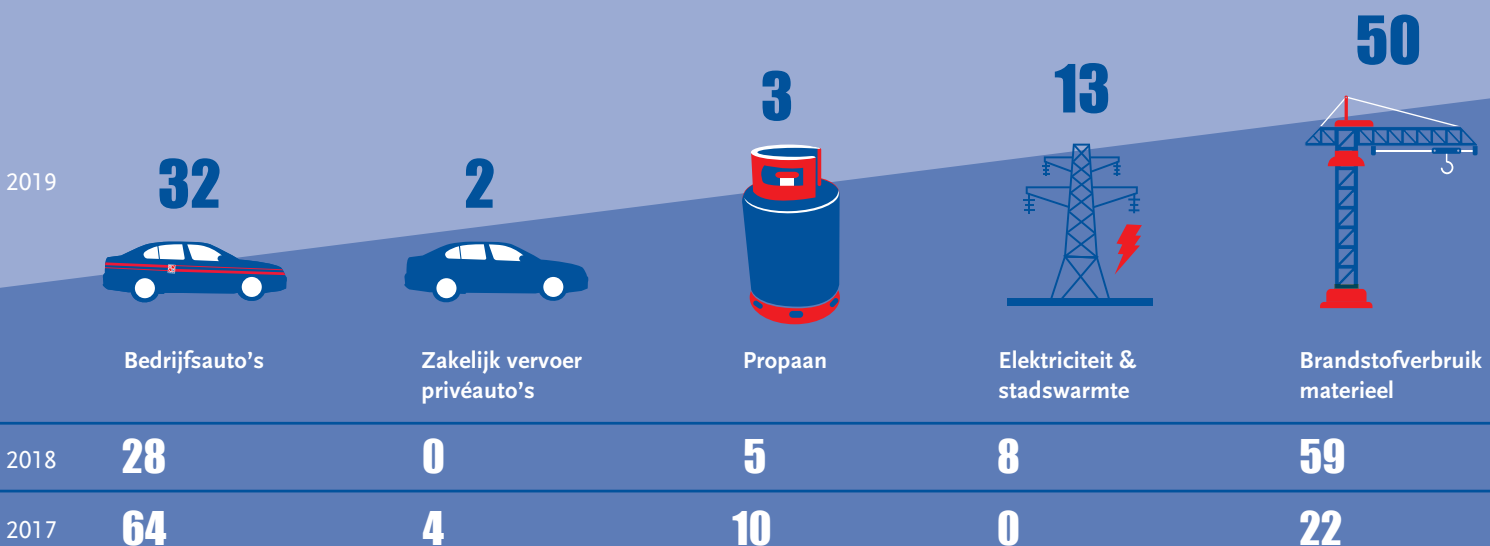 2019 32 2 3 13 50
Bedrijfsauto's Zakelijk vervoer Propaan Elektriciteit & Brandstofverbruik
privéauto's stadswarmte materieel
2018 28 0 5 8 59
2017 64 4 10 0 22